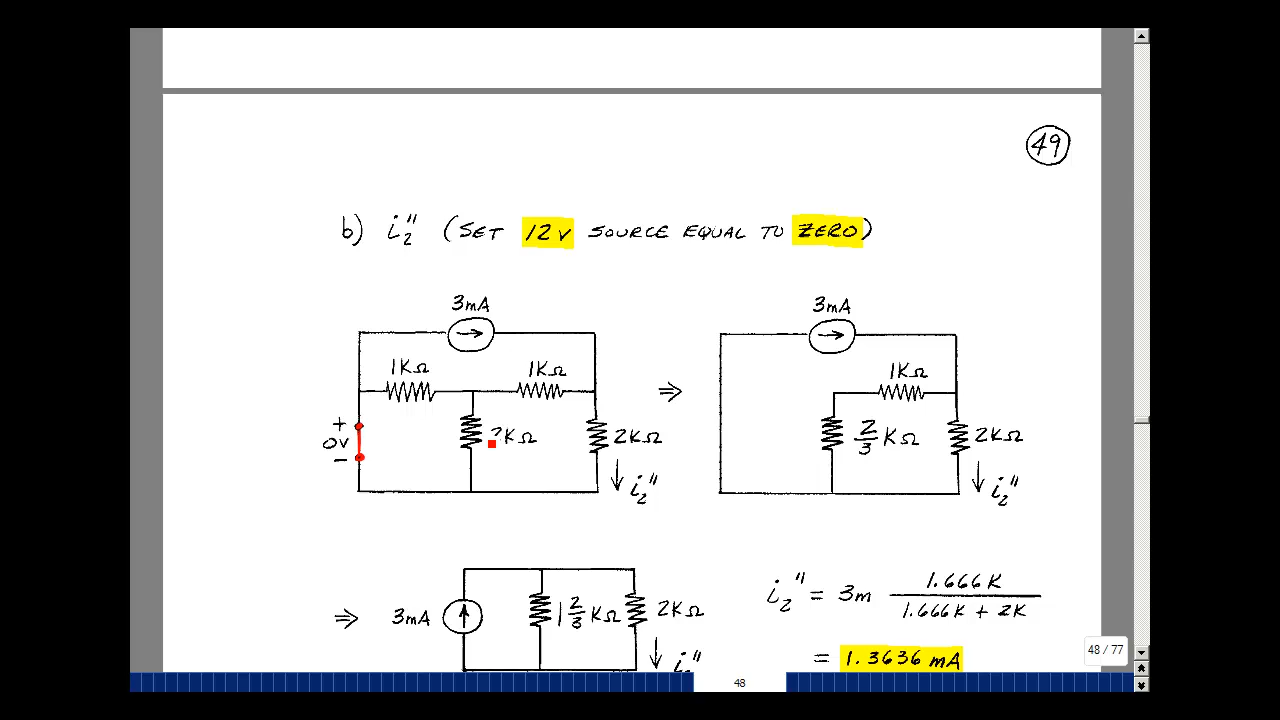 49
b) i₂" (SET 12V SOURCE EQUAL TO ZERO)
3mA 3mA
1KΩ 1KΩ ⇒ 1KΩ
+ 0V − KΩ 2KΩ 2/3 KΩ 2KΩ
↓ i₂" ↓ i₂"
⇒ 3mA 1 2/3 KΩ 2KΩ ↓ i₂"
i₂" = 3m 1.666K / 1.666K + 2K
= 1.3636 mA
48 / 77
48